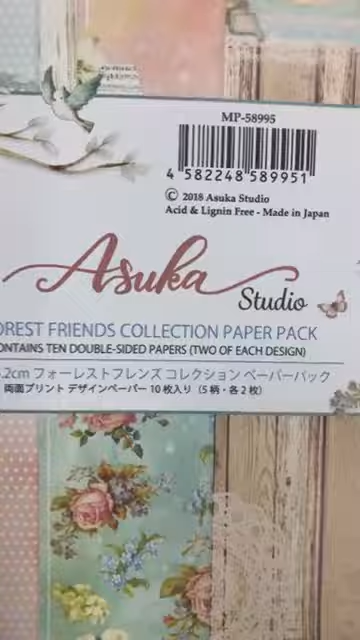 MP-58995
4 582248 589951
© 2018 Asuka Studio
Acid & Lignin Free - Made in Japan
Asuka
Studio
OREST FRIENDS COLLECTION PAPER PACK
ONTAINS TEN DOUBLE-SIDED PAPERS (TWO OF EACH DESIGN)
.2cm フォーレストフレンズ コレクション ペーパーパック
両面プリント デザインペーパー 10枚入り（5柄・各2枚）